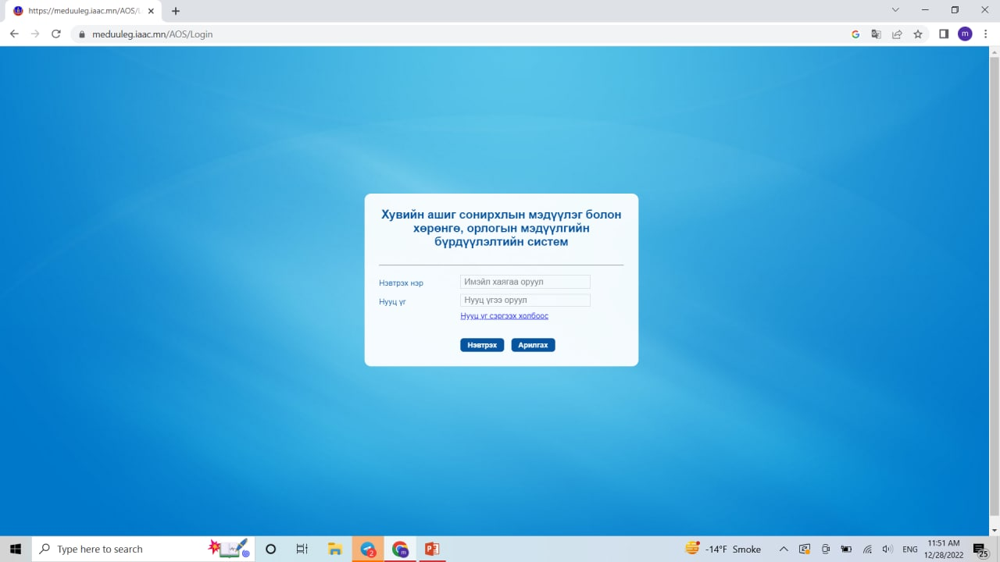 https://meduuleg.iaac.mn/AOS/L
meduuleg.iaac.mn/AOS/Login
m
Хувийн ашиг сонирхлын мэдүүлэг болон
хөрөнгө, орлогын мэдүүлгийн
бүрдүүлэлтийн систем
Нэвтрэх нэр
Имэйл хаягаа оруул
Нууц үг
Нууц үгээ оруул
Нууц үг сэргээх холбоос
Нэвтрэх Арилгах
Type here to search
2
m
-14°F Smoke
ENG
11:51 AM
12/28/2022
25